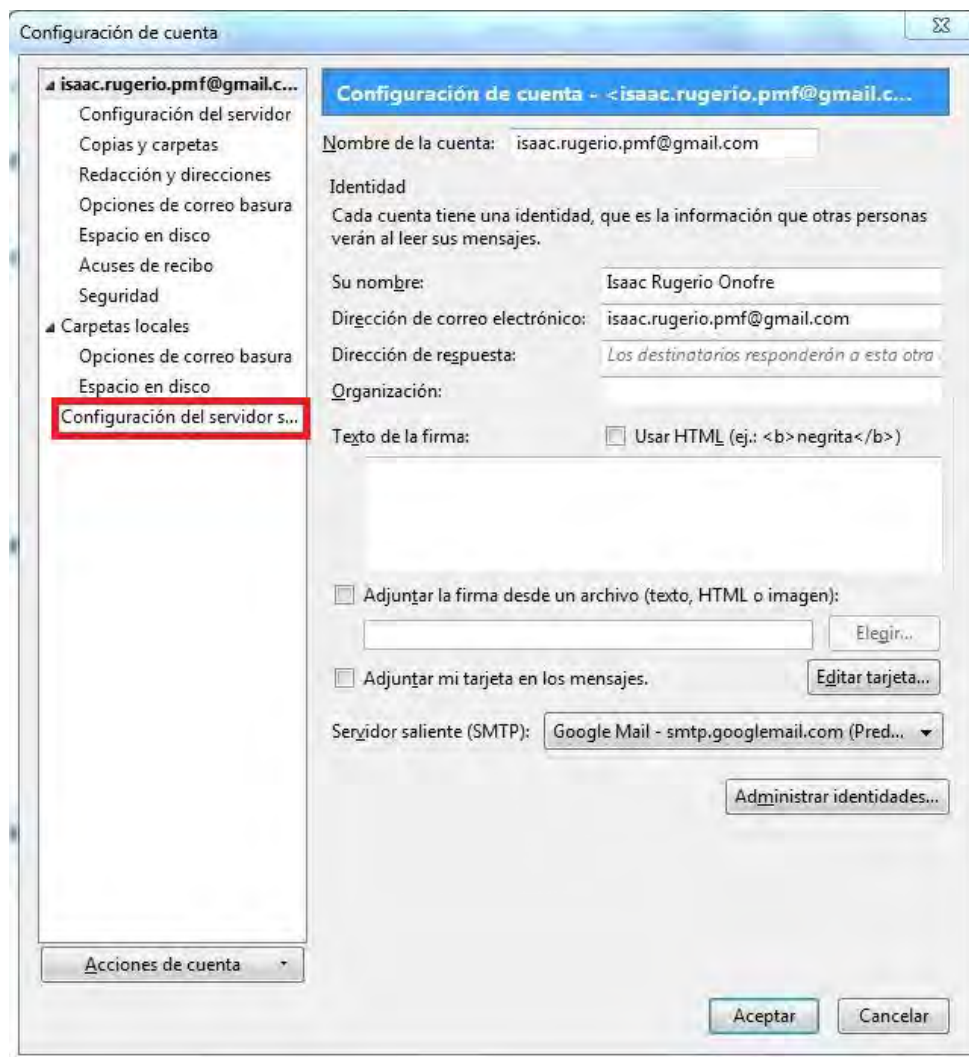 Configuración de cuenta
isaac.rugerio.pmf@gmail.c...
Configuración del servidor
Copias y carpetas
Redacción y direcciones
Opciones de correo basura
Espacio en disco
Acuses de recibo
Seguridad
Carpetas locales
Opciones de correo basura
Espacio en disco
Configuración del servidor s...
Acciones de cuenta
Configuración de cuenta - <isaac.rugerio.pmf@gmail.c...
Nombre de la cuenta: isaac.rugerio.pmf@gmail.com
Identidad
Cada cuenta tiene una identidad, que es la información que otras personas
verán al leer sus mensajes.
Su nombre: Isaac Rugerio Onofre
Dirección de correo electrónico: isaac.rugerio.pmf@gmail.com
Dirección de respuesta: Los destinatarios responderán a esta otra
Organización:
Texto de la firma: Usar HTML (ej.: <b>negrita</b>)
Adjuntar la firma desde un archivo (texto, HTML o imagen):
Elegir...
Adjuntar mi tarjeta en los mensajes. Editar tarjeta...
Servidor saliente (SMTP): Google Mail - smtp.googlemail.com (Pred...
Administrar identidades...
Aceptar Cancelar